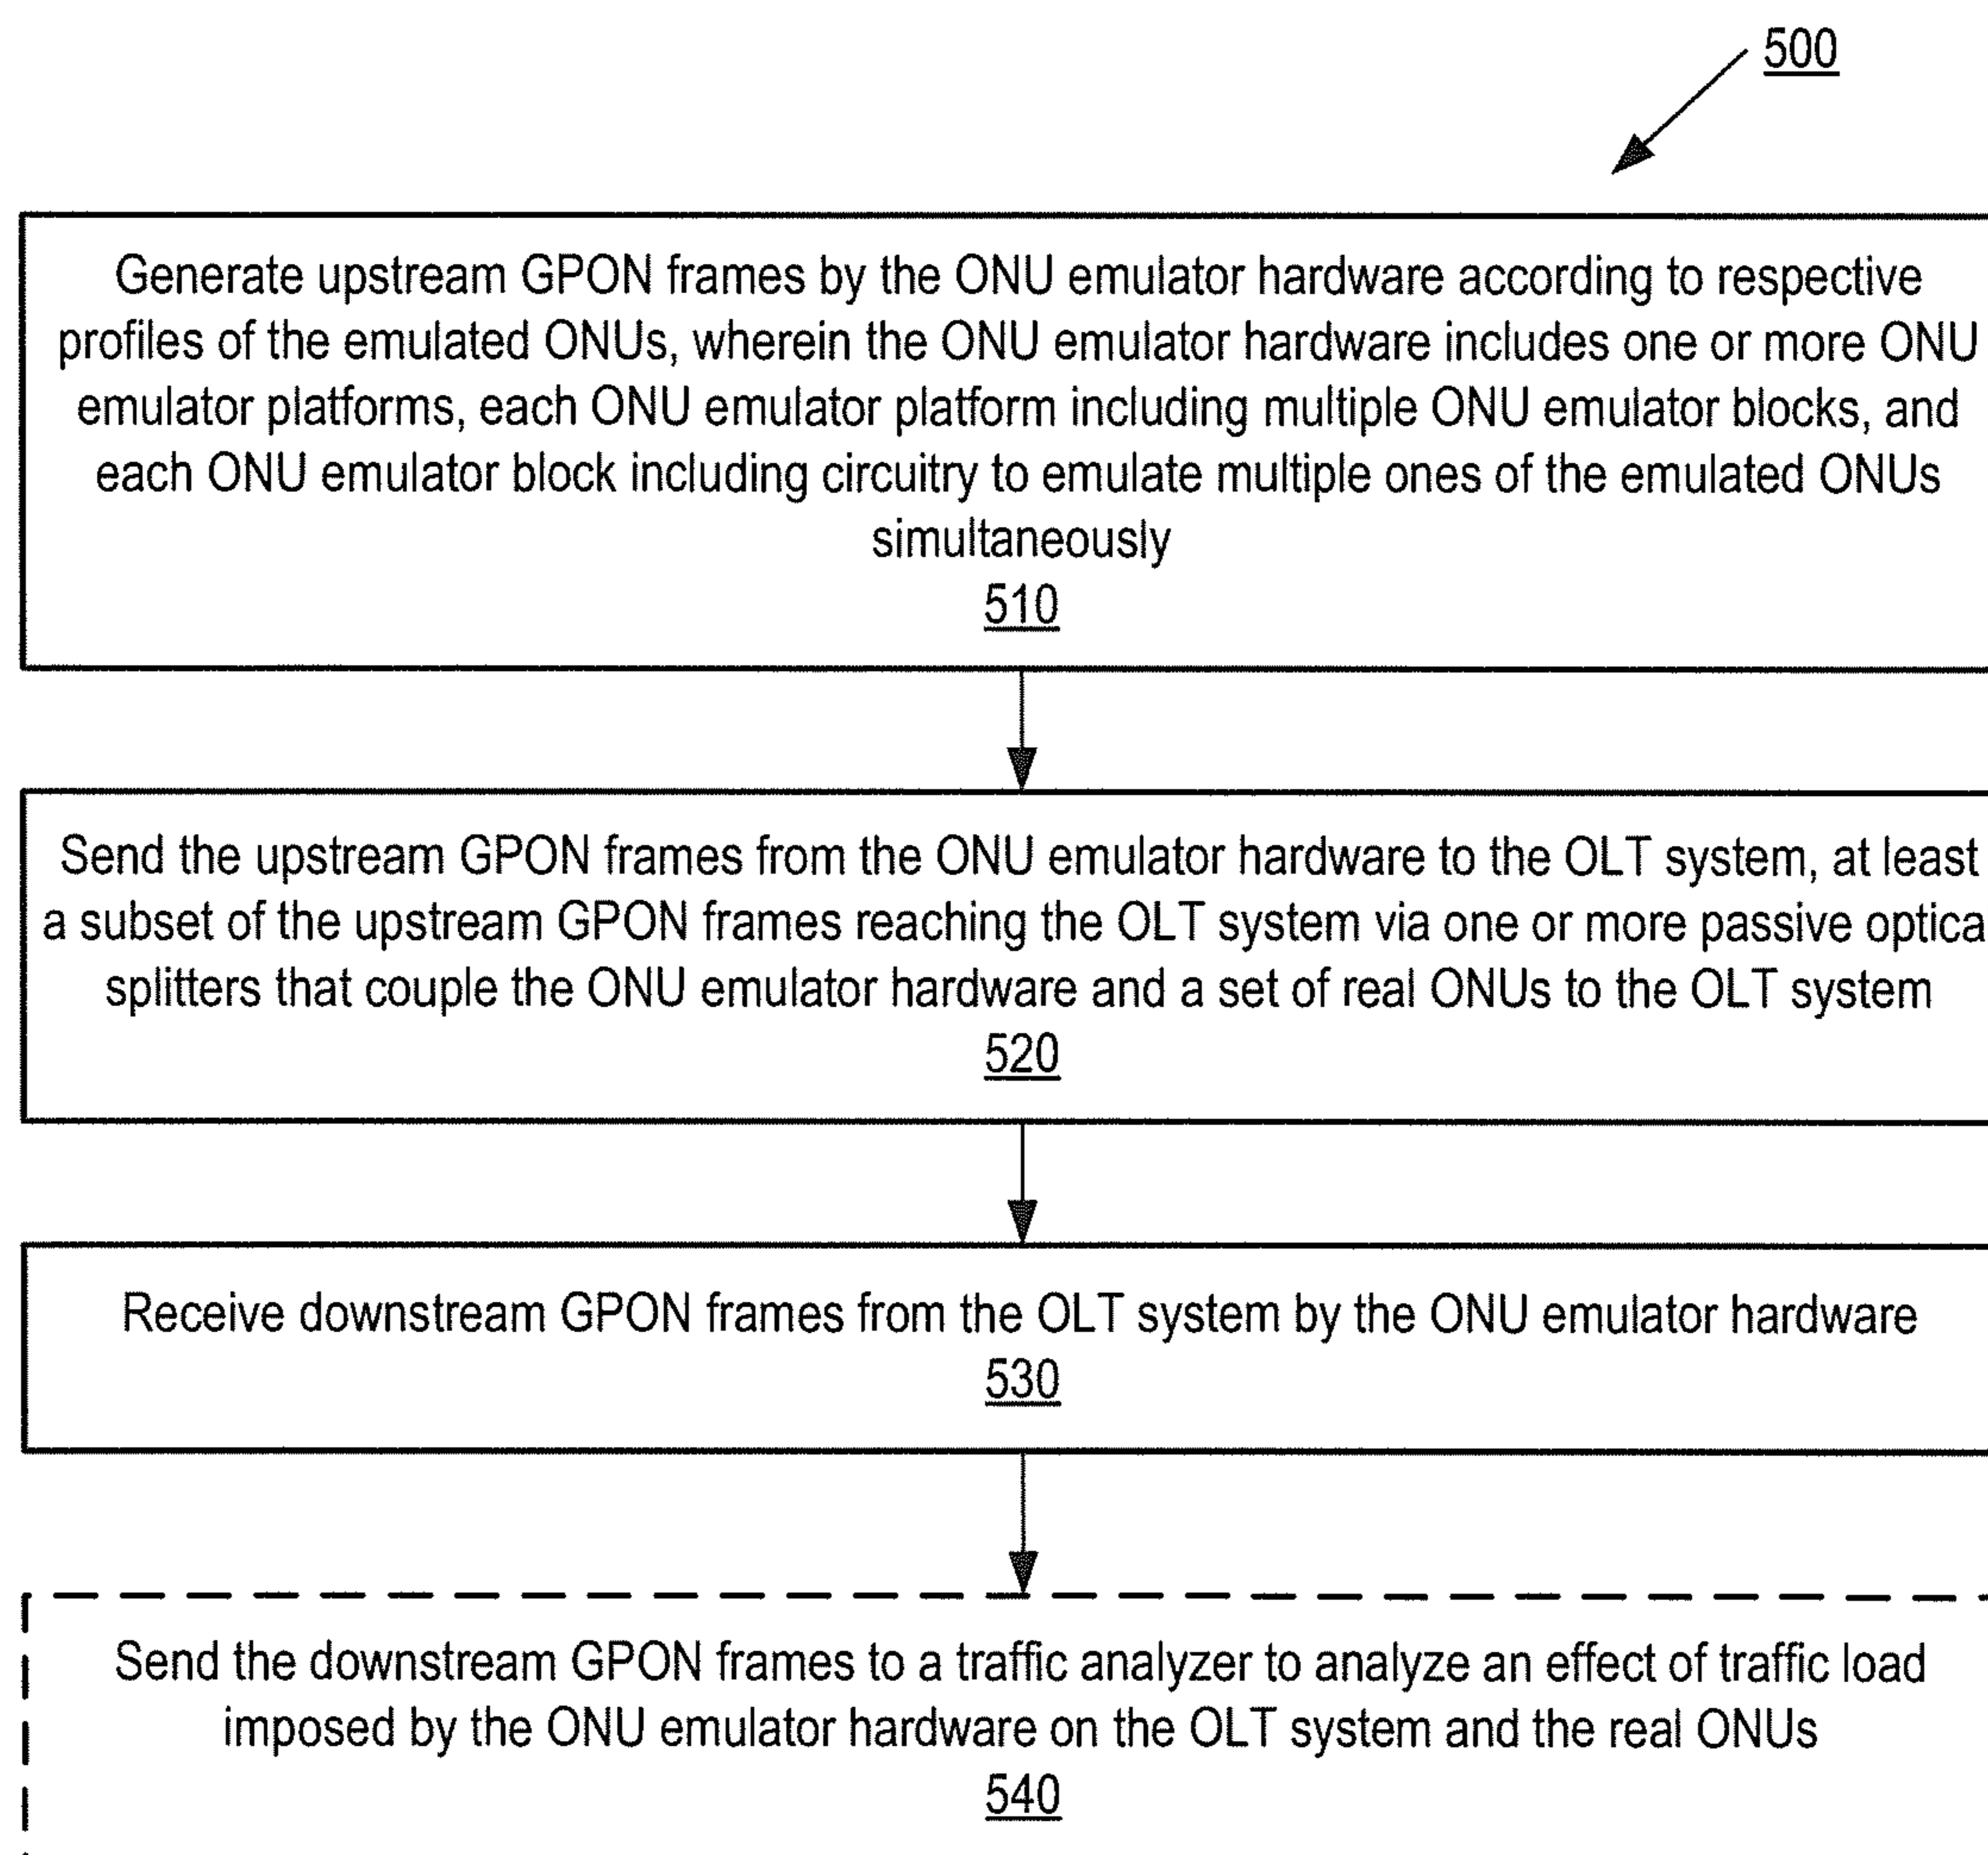 500
Generate upstream GPON frames by the ONU emulator hardware according to respective
profiles of the emulated ONUs, wherein the ONU emulator hardware includes one or more ONU
emulator platforms, each ONU emulator platform including multiple ONU emulator blocks, and
each ONU emulator block including circuitry to emulate multiple ones of the emulated ONUs
simultaneously
510
Send the upstream GPON frames from the ONU emulator hardware to the OLT system, at least
a subset of the upstream GPON frames reaching the OLT system via one or more passive optica
splitters that couple the ONU emulator hardware and a set of real ONUs to the OLT system
520
Receive downstream GPON frames from the OLT system by the ONU emulator hardware
530
Send the downstream GPON frames to a traffic analyzer to analyze an effect of traffic load
imposed by the ONU emulator hardware on the OLT system and the real ONUs
540